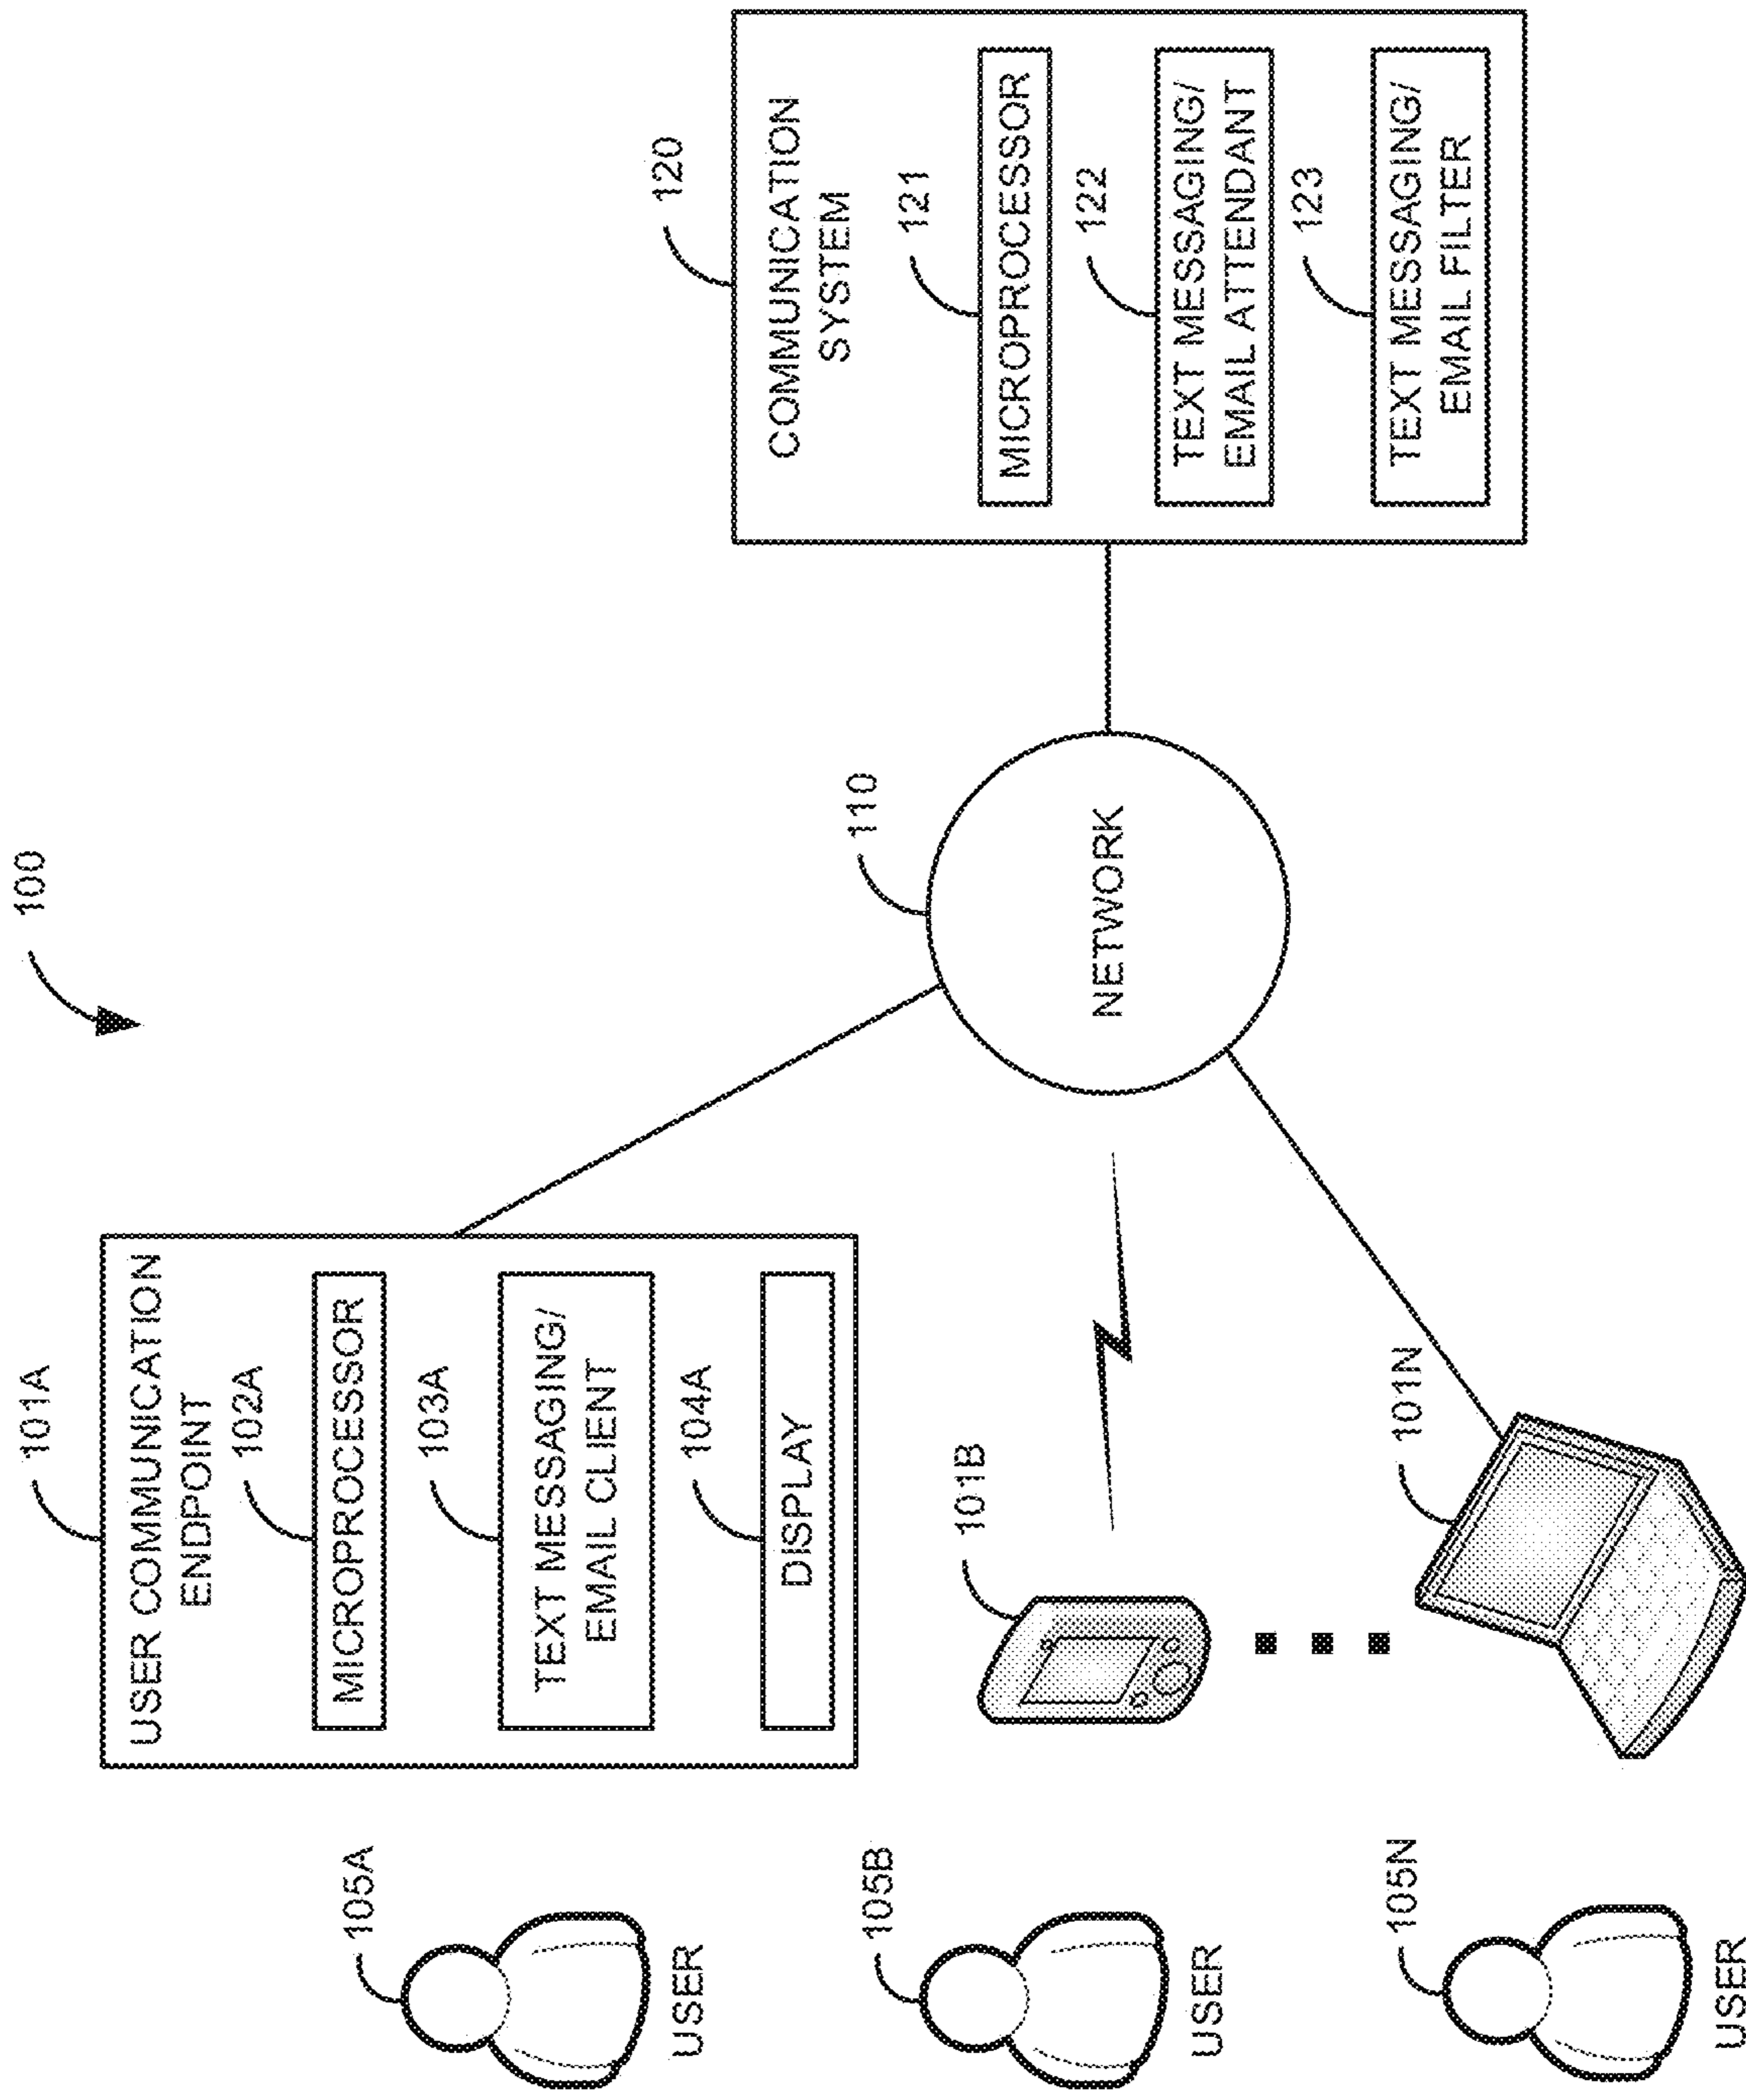 100
101A
USER COMMUNICATION
ENDPOINT
102A
MICROPROCESSOR
103A
TEXT MESSAGING/
EMAIL CLIENT
104A
DISPLAY
105A
USER
101B
105B
USER
101N
105N
USER
110
NETWORK
120
COMMUNICATION
SYSTEM
121
MICROPROCESSOR
122
TEXT MESSAGING/
EMAIL ATTENDANT
123
TEXT MESSAGING/
EMAIL FILTER